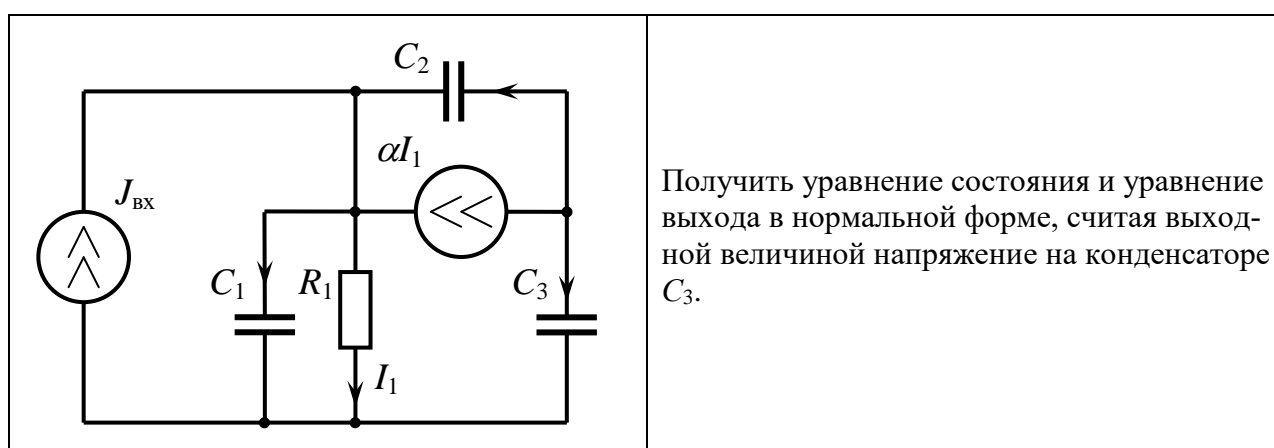 C₂
αI₁
Jвх
C₁
R₁
C₃
I₁
Получить уравнение состояния и уравнение
выхода в нормальной форме, считая выход-
ной величиной напряжение на конденсаторе
C₃.